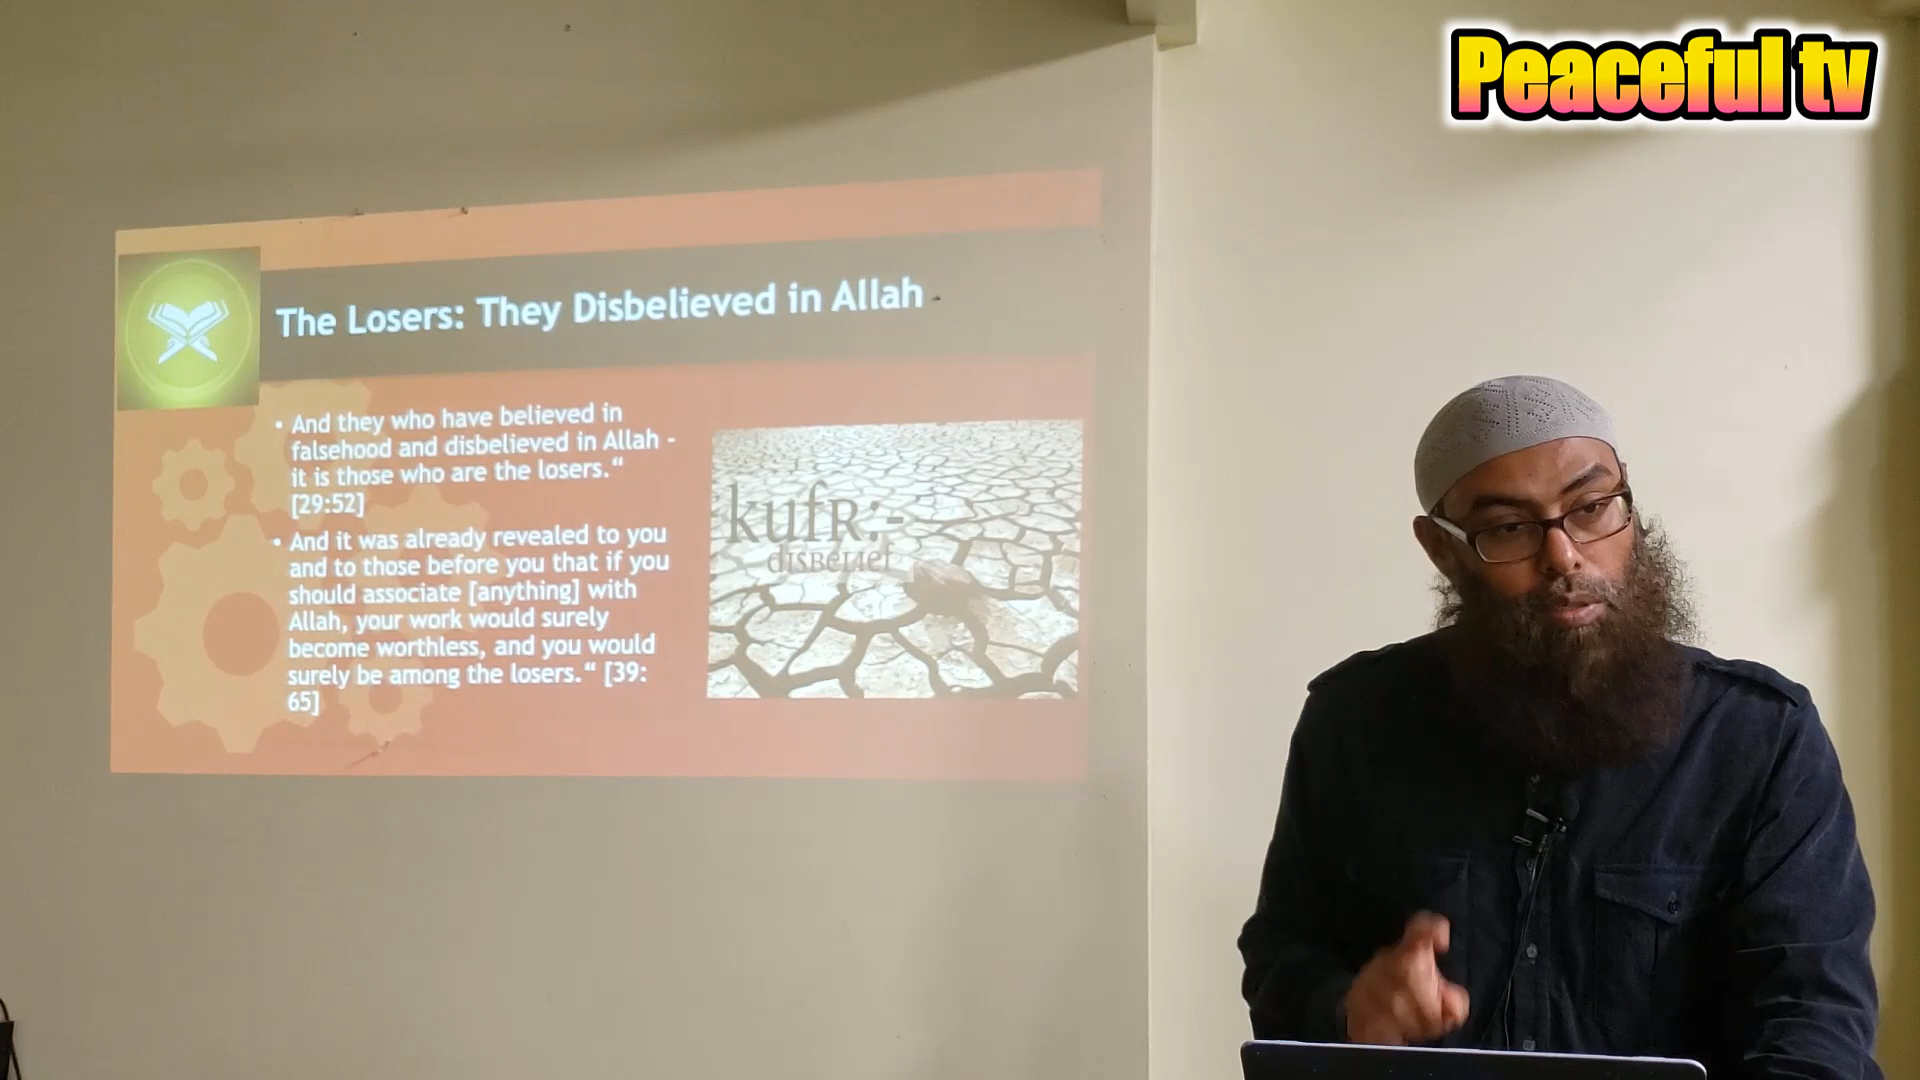 Peaceful tv
The Losers: They Disbelieved in Allah
• And they who have believed in
falsehood and disbelieved in Allah -
it is those who are the losers.“
[29:52]
• And it was already revealed to you
and to those before you that if you
should associate [anything] with
Allah, your work would surely
become worthless, and you would
surely be among the losers.“ [39:
65]
kufR:-
DISBELIEF